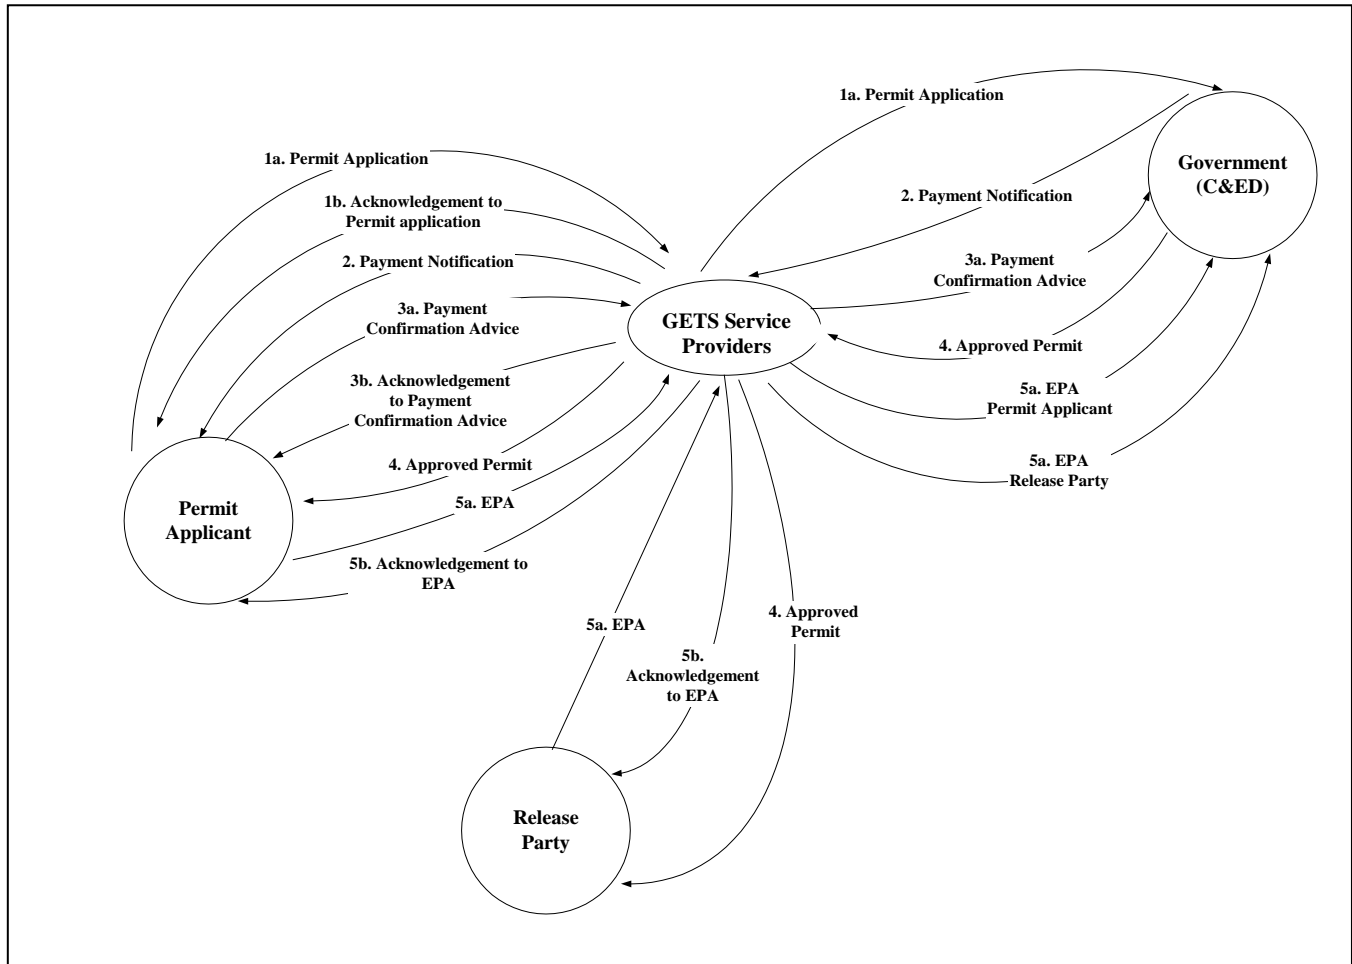 1a. Permit Application
Government
(C&ED)
1a. Permit Application
1b. Acknowledgement to
Permit application
2. Payment Notification
2. Payment Notification
3a. Payment
Confirmation Advice
3a. Payment
Confirmation Advice
GETS Service
Providers
4. Approved Permit
3b. Acknowledgement
to Payment
Confirmation Advice
5a. EPA
Permit Applicant
4. Approved Permit
5a. EPA
Release Party
5a. EPA
Permit
Applicant
5b. Acknowledgement to
EPA
4. Approved
Permit
5a. EPA
5b.
Acknowledgement
to EPA
Release
Party